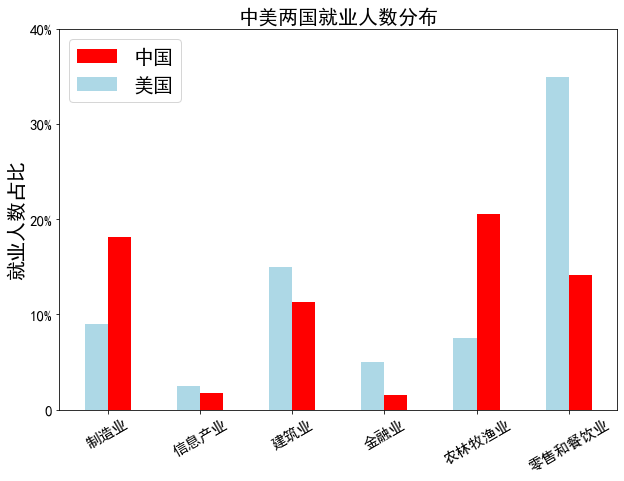 中美两国就业人数分布
40%
30%
20%
10%
0
就业人数占比
中国
美国
制造业
信息产业
建筑业
金融业
农林牧渔业
零售和餐饮业